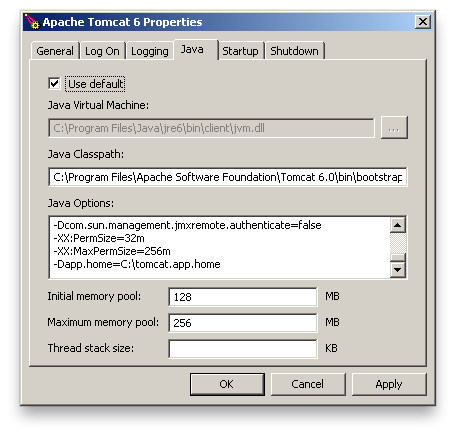 Apache Tomcat 6 Properties
General Log On Logging Java Startup Shutdown
Use default
Java Virtual Machine:
C:\Program Files\Java\jre6\bin\client\jvm.dll ...
Java Classpath:
C:\Program Files\Apache Software Foundation\Tomcat 6.0\bin\bootstrap
Java Options:
-Dcom.sun.management.jmxremote.authenticate=false
-XX:PermSize=32m
-XX:MaxPermSize=256m
-Dapp.home=C:\tomcat.app.home
Initial memory pool: 128 MB
Maximum memory pool: 256 MB
Thread stack size: KB
OK Cancel Apply